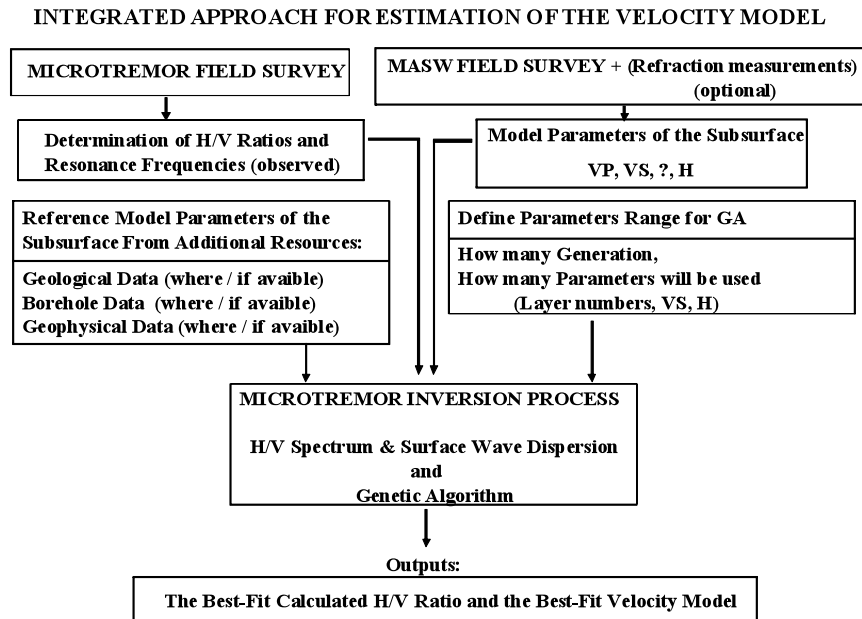 INTEGRATED APPROACH FOR ESTIMATION OF THE VELOCITY MODEL
MICROTREMOR FIELD SURVEY
MASW FIELD SURVEY + (Refraction measurements)
(optional)
Determination of H/V Ratios and
Resonance Frequencies (observed)
Model Parameters of the Subsurface
VP, VS, ?, H
Reference Model Parameters of the
Subsurface From Additional Resources:
Geological Data (where / if avaible)
Borehole Data (where / if avaible)
Geophysical Data (where / if avaible)
Define Parameters Range for GA
How many Generation,
How many Parameters will be used
(Layer numbers, VS, H)
MICROTREMOR INVERSION PROCESS
H/V Spectrum & Surface Wave Dispersion
and
Genetic Algorithm
Outputs:
The Best-Fit Calculated H/V Ratio and the Best-Fit Velocity Model